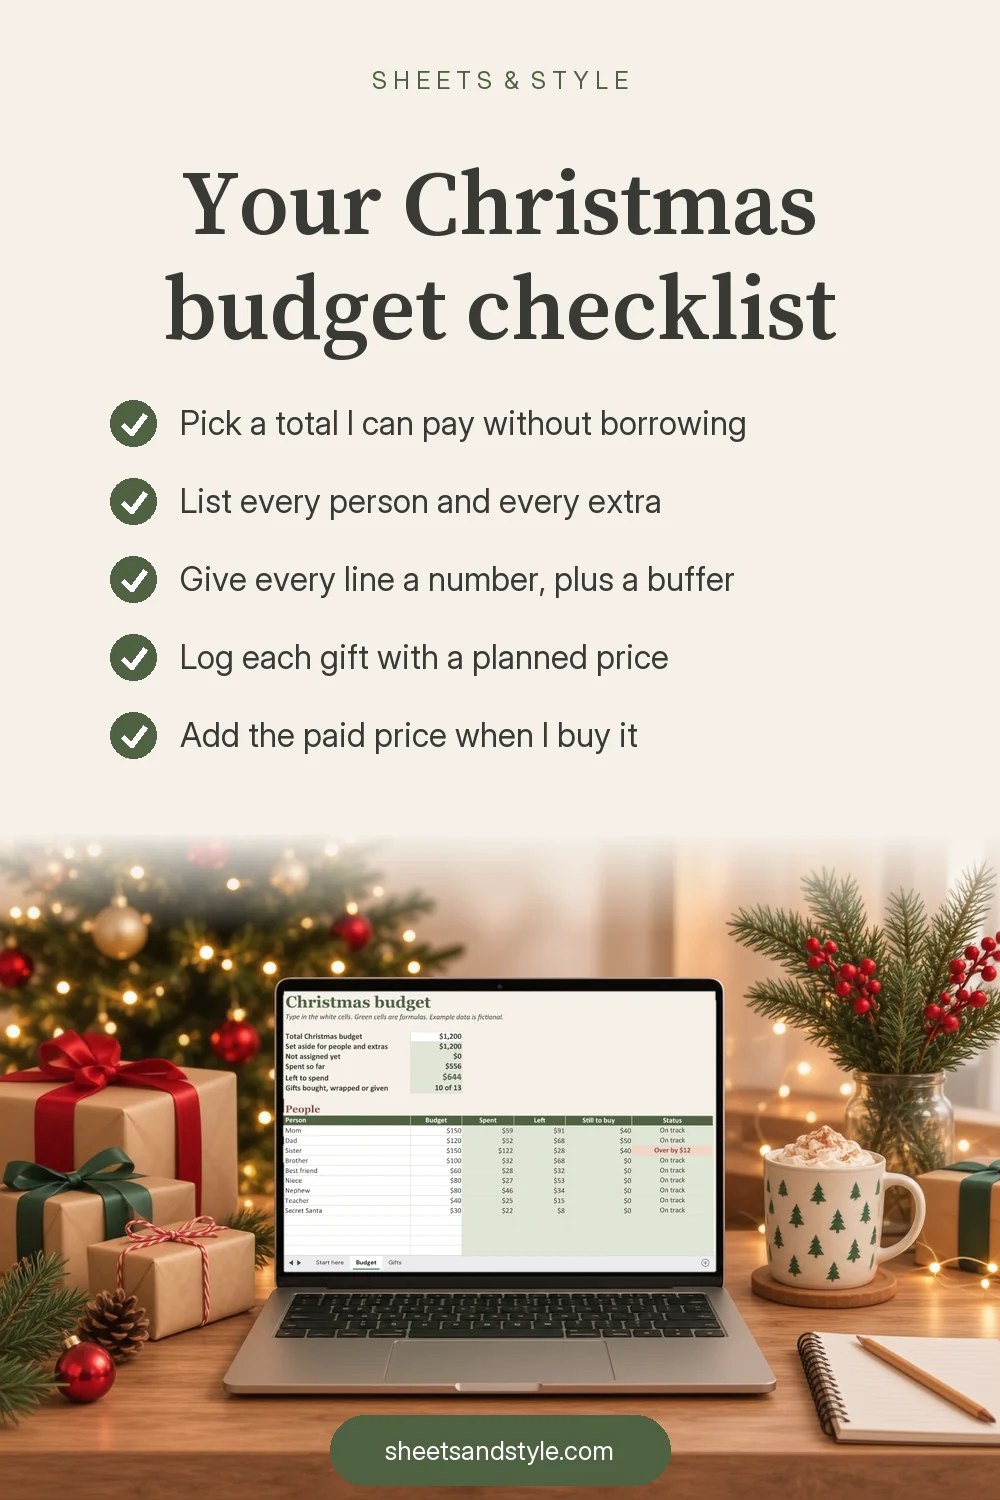 SHEETS & STYLE
Your Christmas
budget checklist
Pick a total I can pay without borrowing
List every person and every extra
Give every line a number, plus a buffer
Log each gift with a planned price
Add the paid price when I buy it
Christmas budget
Type in the white cells. Green cells are formulas. Example data is fictional.
Total Christmas budget $1,200
Set aside for people and extras $1,200
Not assigned yet $0
Spent so far $556
Left to spend $644
Gifts bought, wrapped or given 10 of 13
People
Person Budget Spent Left Still to buy Status
Mom $150 $59 $91 $40 On track
Dad $120 $52 $68 $50 On track
Sister $150 $122 $28 $40 Over by $12
Brother $100 $32 $68 $0 On track
Best friend $60 $28 $32 $0 On track
Niece $80 $27 $53 $0 On track
Nephew $80 $46 $34 $0 On track
Teacher $40 $25 $15 $0 On track
Secret Santa $30 $22 $8 $0 On track
Start here Budget Gifts
sheetsandstyle.com